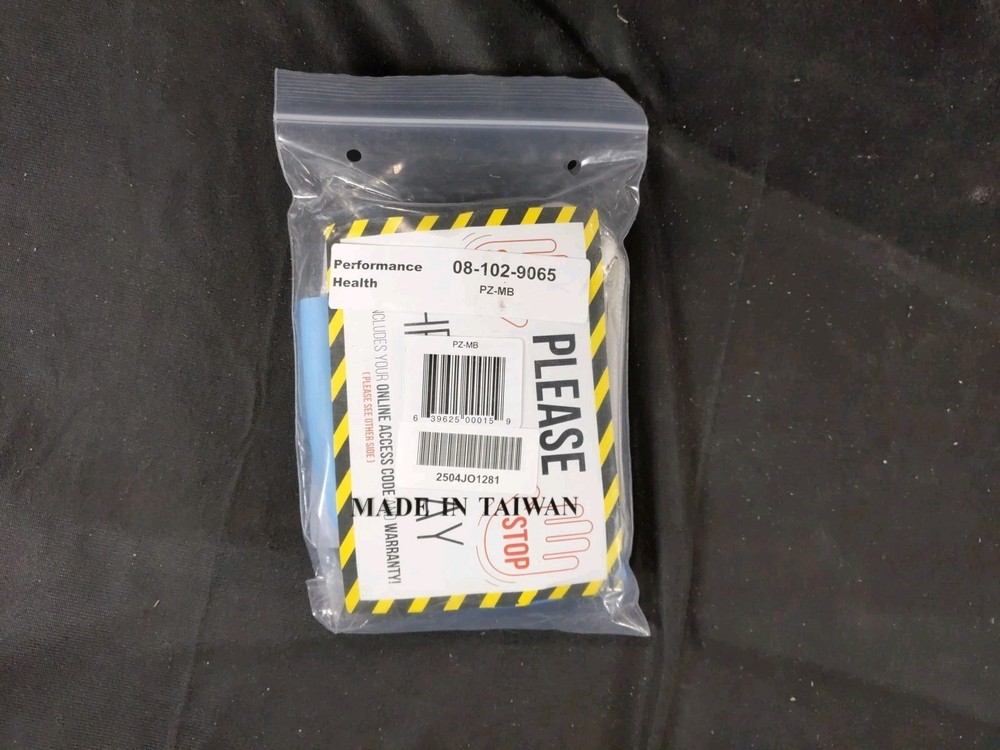 Performance
Health
08-102-9065
PZ-MB
PZ-MB
6 39625 00015 9
2504JO1281
MADE IN TAIWAN
PLEASE
STOP
INCLUDES YOUR ONLINE ACCESS CODE AND WARRANTY!
( PLEASE SEE OTHER SIDE )